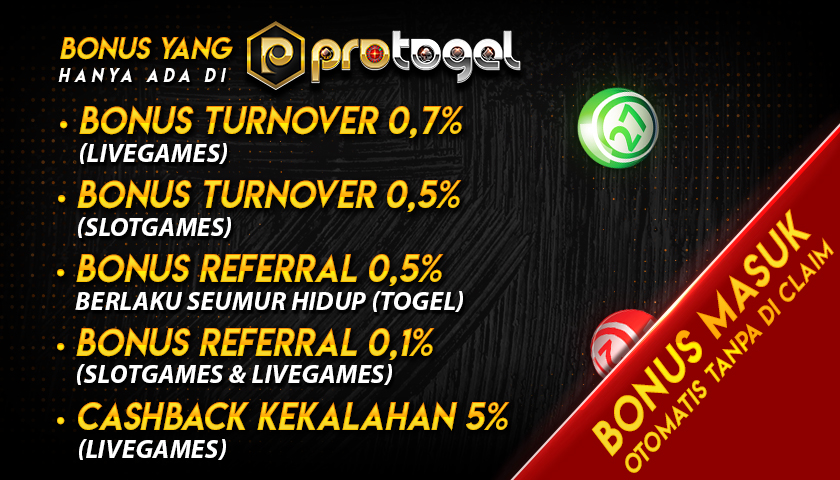 BONUS YANG
HANYA ADA DI
P protogel
• BONUS TURNOVER 0,7%
(LIVEGAMES)
• BONUS TURNOVER 0,5%
(SLOTGAMES)
• BONUS REFERRAL 0,5%
BERLAKU SEUMUR HIDUP (TOGEL)
• BONUS REFERRAL 0,1%
(SLOTGAMES & LIVEGAMES)
• CASHBACK KEKALAHAN 5%
(LIVEGAMES)
27
7
BONUS MASUK
OTOMATIS TANPA DI CLAIM